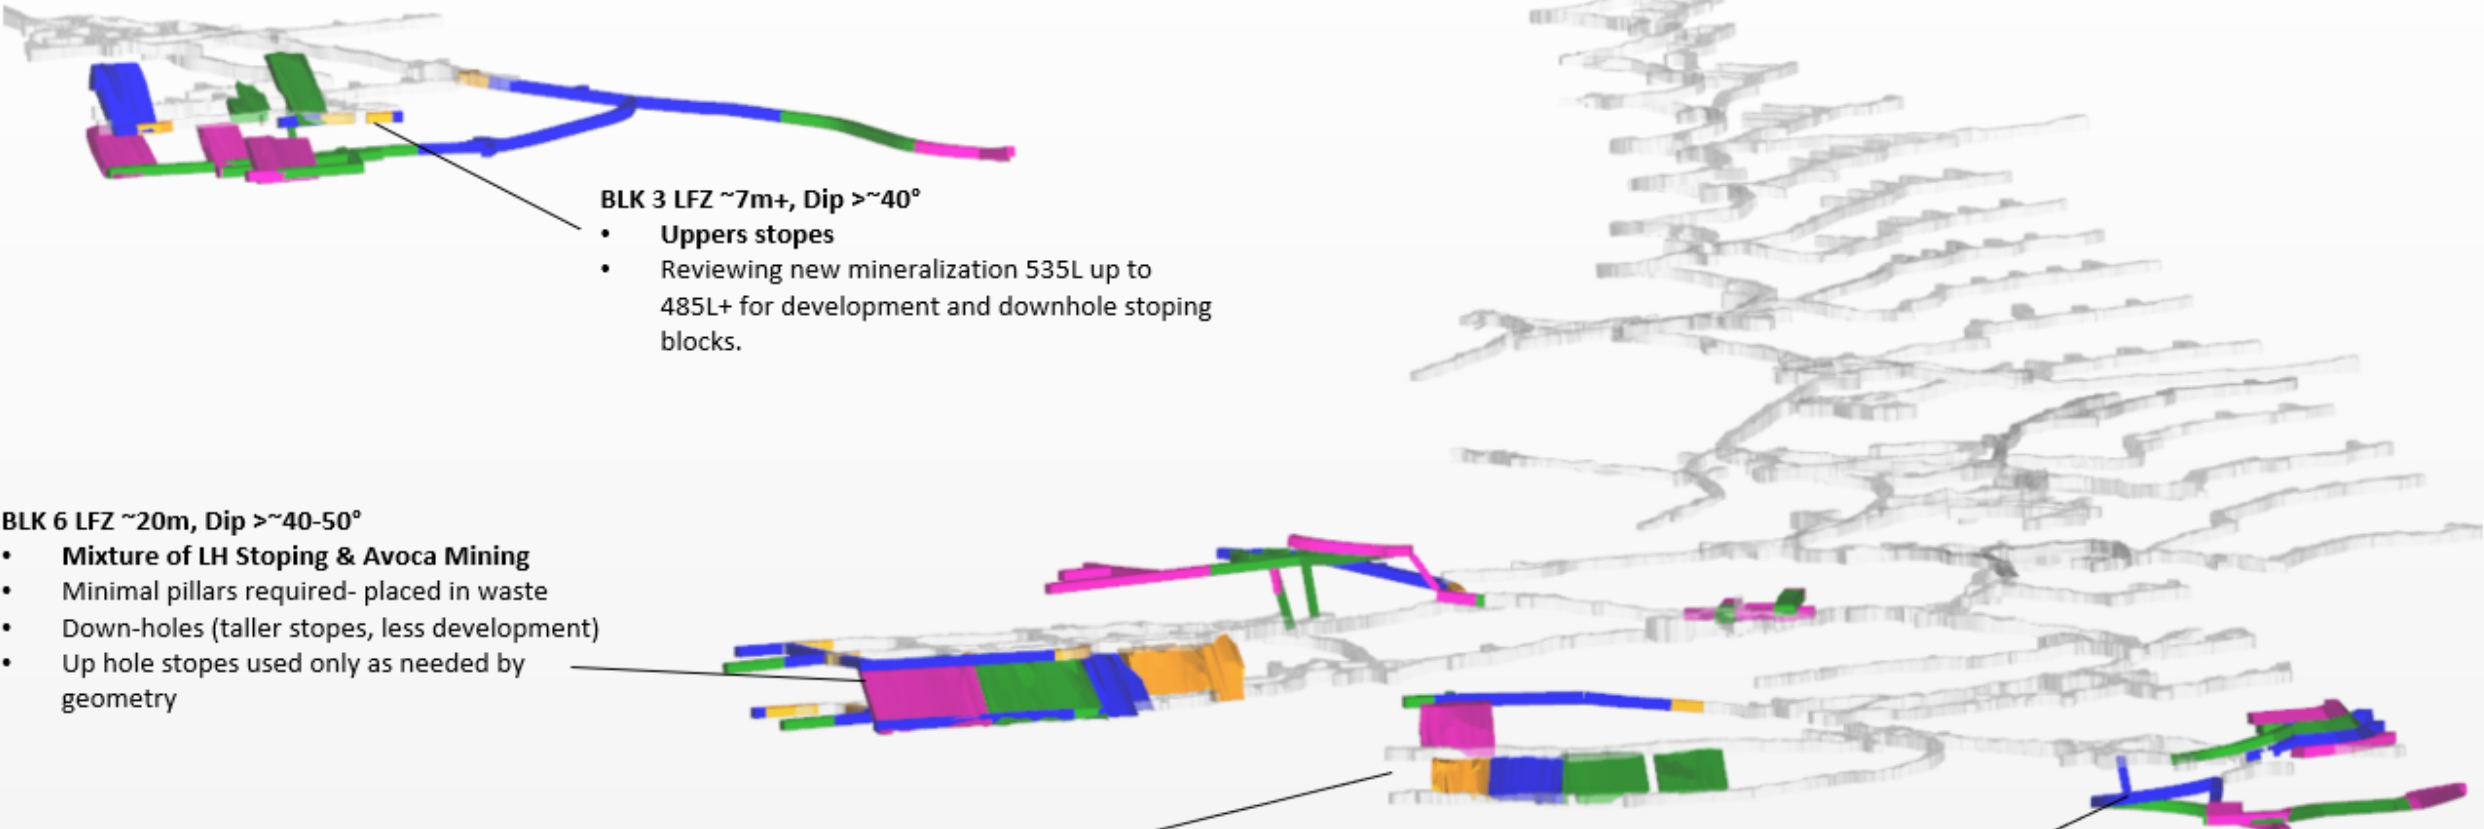 BLK 3 LFZ ~7m+, Dip >~40°
• Uppers stopes
• Reviewing new mineralization 535L up to
485L+ for development and downhole stoping
blocks.
BLK 6 LFZ ~20m, Dip >~40-50°
• Mixture of LH Stoping & Avoca Mining
• Minimal pillars required- placed in waste
• Down-holes (taller stopes, less development)
• Up hole stopes used only as needed by
geometry